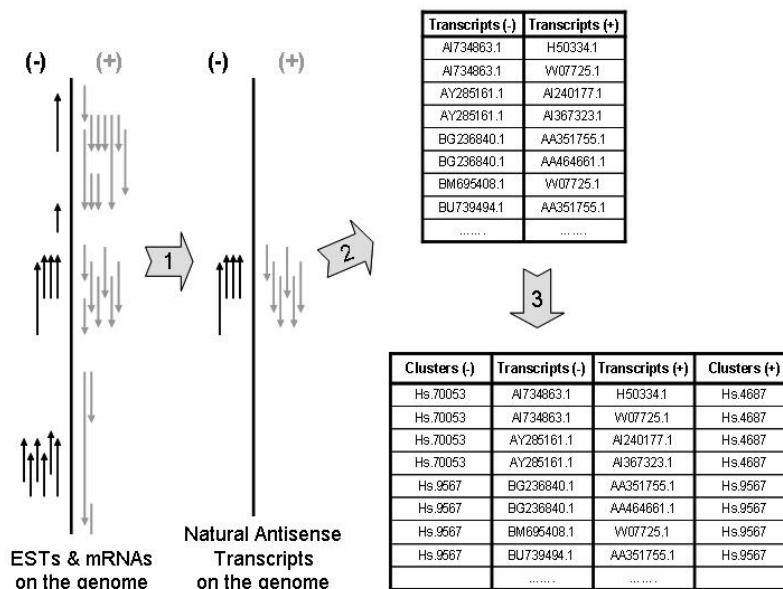 (-) (+)
(-) (+)
1
2
3
ESTs & mRNAs
on the genome
Natural Antisense
Transcripts
on the genome
Transcripts (-) Transcripts (+)
AI734863.1 H50334.1
AI734863.1 W07725.1
AY285161.1 AI240177.1
AY285161.1 AI367323.1
BG236840.1 AA351755.1
BG236840.1 AA464661.1
BM695408.1 W07725.1
BU739494.1 AA351755.1
....... .......
Clusters (-) Transcripts (-) Transcripts (+) Clusters (+)
Hs.70053 AI734863.1 H50334.1 Hs.4687
Hs.70053 AI734863.1 W07725.1 Hs.4687
Hs.70053 AY285161.1 AI240177.1 Hs.4687
Hs.70053 AY285161.1 AI367323.1 Hs.4687
Hs.9567 BG236840.1 AA351755.1 Hs.9567
Hs.9567 BG236840.1 AA464661.1 Hs.9567
Hs.9567 BM695408.1 W07725.1 Hs.9567
Hs.9567 BU739494.1 AA351755.1 Hs.9567
....... .......